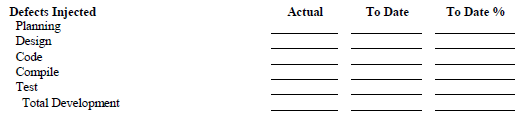 Defects Injected Actual To Date To Date %
Planning
Design
Code
Compile
Test
Total Development